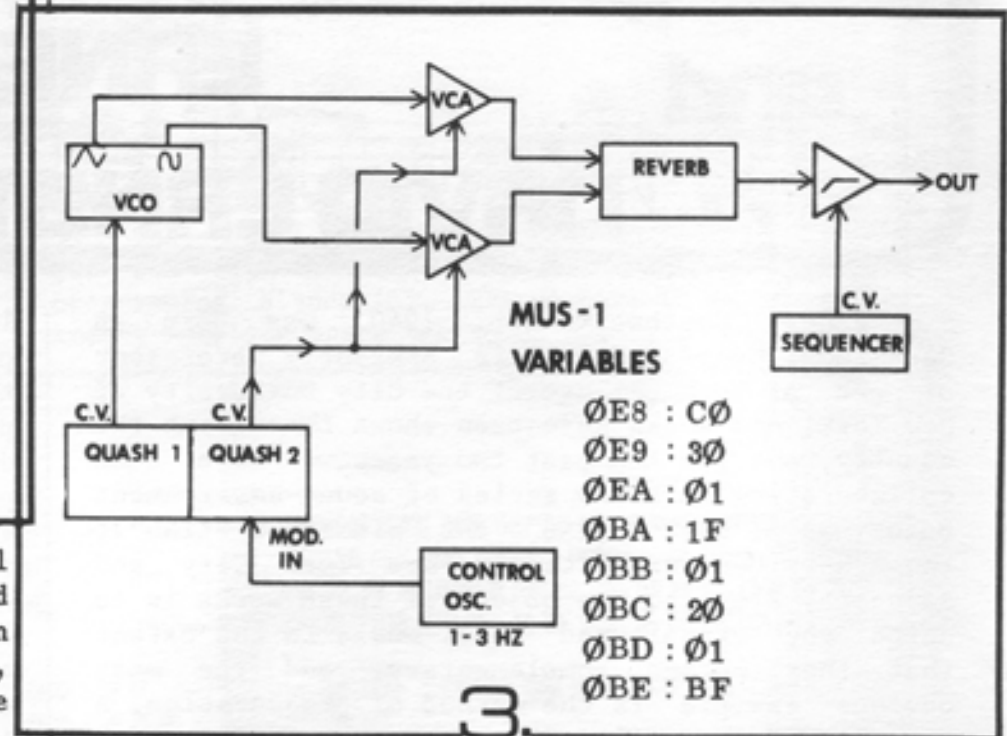 VCA
VCO
REVERB
OUT
VCA
C.V.
SEQUENCER
MUS-1
VARIABLES
ØE8 : CØ
ØE9 : 3Ø
ØEA : Ø1
ØBA : 1F
ØBB : Ø1
ØBC : 2Ø
ØBD : Ø1
ØBE : BF
C.V.
C.V.
QUASH 1
QUASH 2
MOD.
IN
CONTROL
OSC.
1-3 HZ
3.
l
d
n
,
e